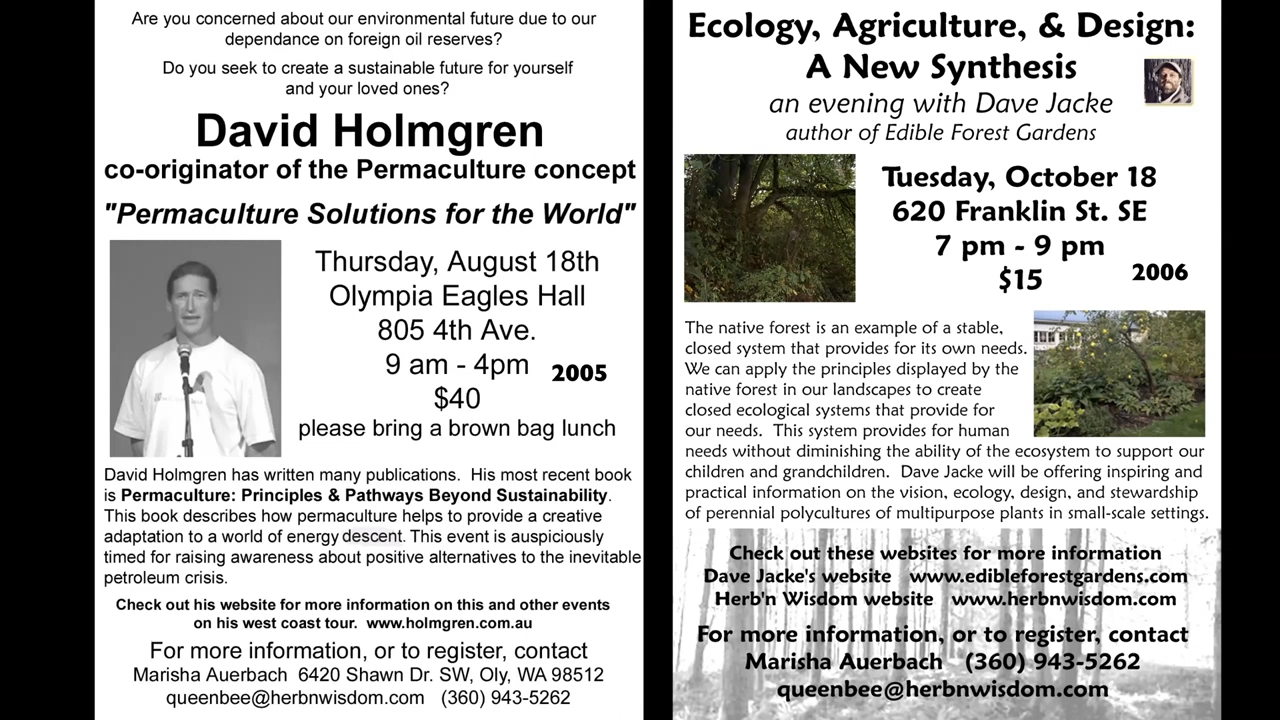 Are you concerned about our environmental future due to our
dependance on foreign oil reserves?
Do you seek to create a sustainable future for yourself
and your loved ones?
David Holmgren
co-originator of the Permaculture concept
"Permaculture Solutions for the World"
Thursday, August 18th
Olympia Eagles Hall
805 4th Ave.
9 am - 4pm
2005
$40
please bring a brown bag lunch
David Holmgren has written many publications. His most recent book
is Permaculture: Principles & Pathways Beyond Sustainability.
This book describes how permaculture helps to provide a creative
adaptation to a world of energy descent. This event is auspiciously
timed for raising awareness about positive alternatives to the inevitable
petroleum crisis.
Check out his website for more information on this and other events
on his west coast tour. www.holmgren.com.au
For more information, or to register, contact
Marisha Auerbach 6420 Shawn Dr. SW, Oly, WA 98512
queenbee@herbnwisdom.com (360) 943-5262
Ecology, Agriculture, & Design:
A New Synthesis
an evening with Dave Jacke
author of Edible Forest Gardens
Tuesday, October 18
620 Franklin St. SE
7 pm - 9 pm
$15
2006
The native forest is an example of a stable,
closed system that provides for its own needs.
We can apply the principles displayed by the
native forest in our landscapes to create
closed ecological systems that provide for
our needs. This system provides for human
needs without diminishing the ability of the ecosystem to support our
children and grandchildren. Dave Jacke will be offering inspiring and
practical information on the vision, ecology, design, and stewardship
of perennial polycultures of multipurpose plants in small-scale settings.
Check out these websites for more information
Dave Jacke's website www.edibleforestgardens.com
Herb'n Wisdom website www.herbnwisdom.com
For more information, or to register, contact
Marisha Auerbach (360) 943-5262
queenbee@herbnwisdom.com